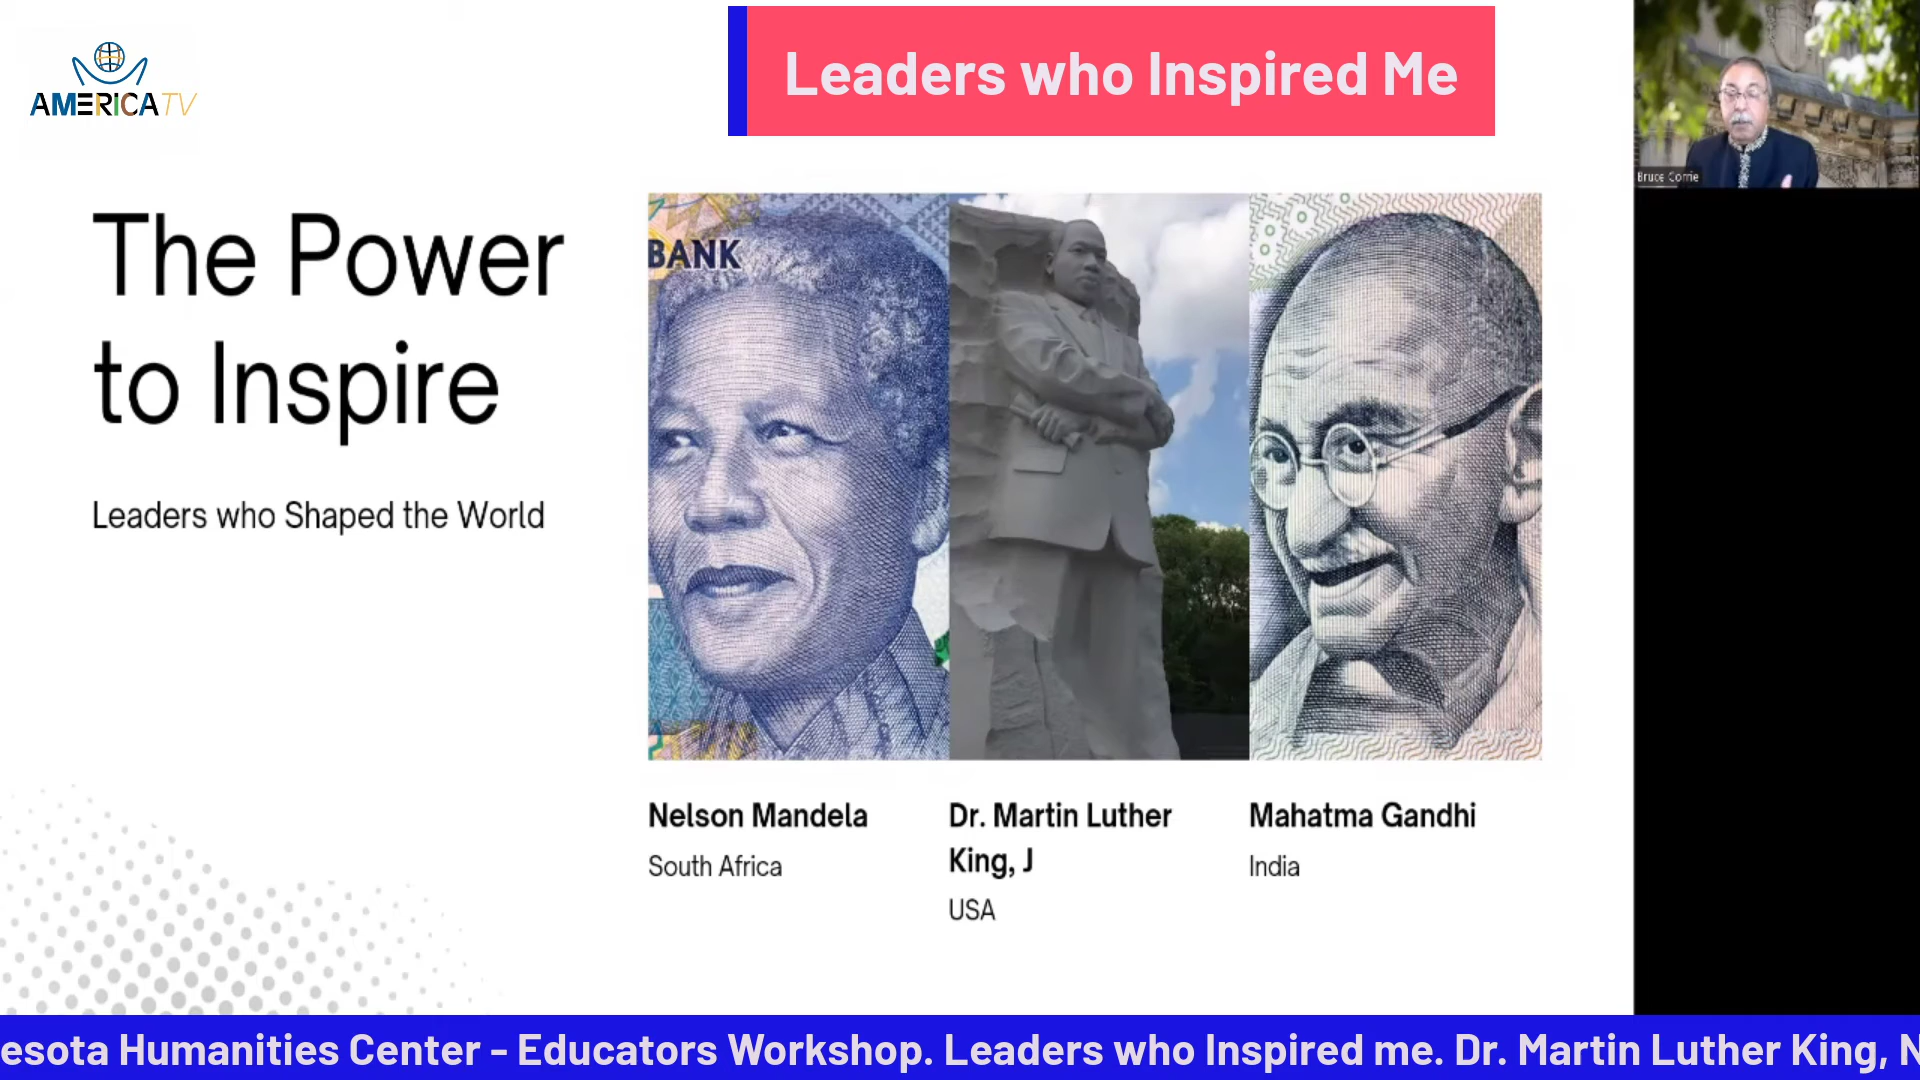 AMERICA TV
Leaders who Inspired Me
Bruce Corrie
The Power
to Inspire
Leaders who Shaped the World
BANK
Nelson Mandela
South Africa
Dr. Martin Luther
King, J
USA
Mahatma Gandhi
India
esota Humanities Center - Educators Workshop. Leaders who Inspired me. Dr. Martin Luther King, N